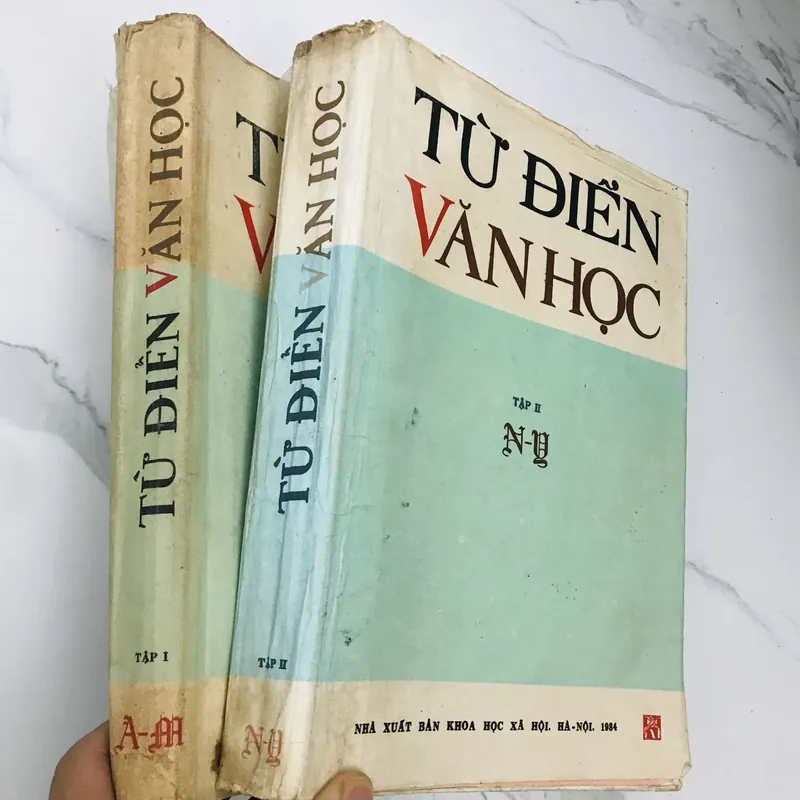 TỪ ĐIỂN VĂN HỌC
TẬP I
A-M
TỪ ĐIỂN VĂN HỌC
TẬP II
N-Y
TỪ ĐIỂN
VĂN HỌC
TẬP II
N-Y
NHÀ XUẤT BẢN KHOA HỌC XÃ HỘI. HÀ-NỘI. 1984